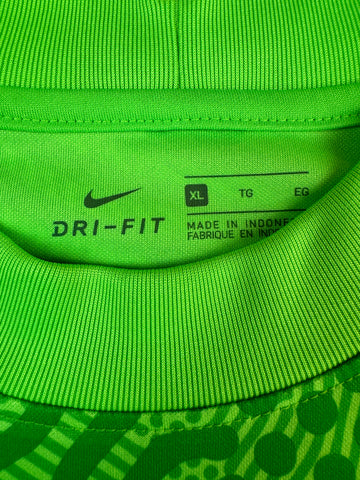 DRI-FIT
XL TG EG
MADE IN
FABRIQUE EN